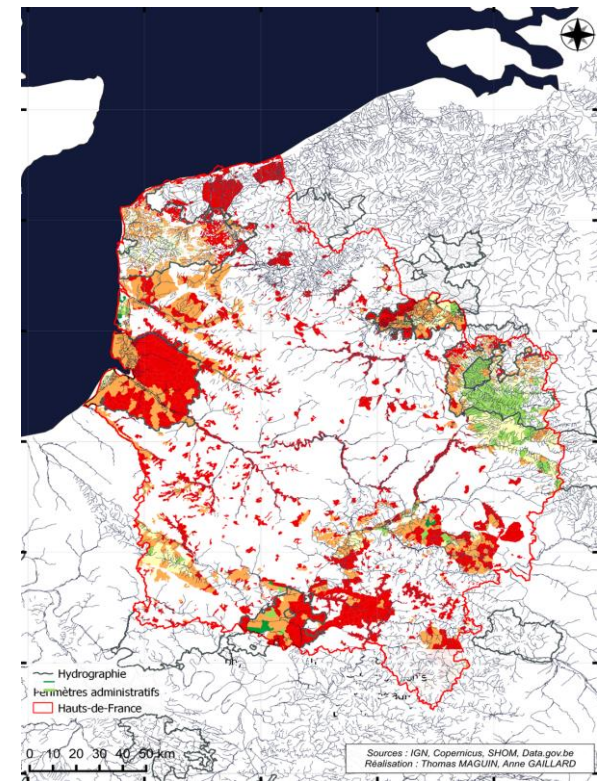 Hydrographie
Périmètres administratifs
Hauts-de-France
0 10 20 30 40 50 km
Sources : IGN, Copernicus, SHOM, Data.gov.be
Réalisation : Thomas MAGUIN, Anne GAILLARD